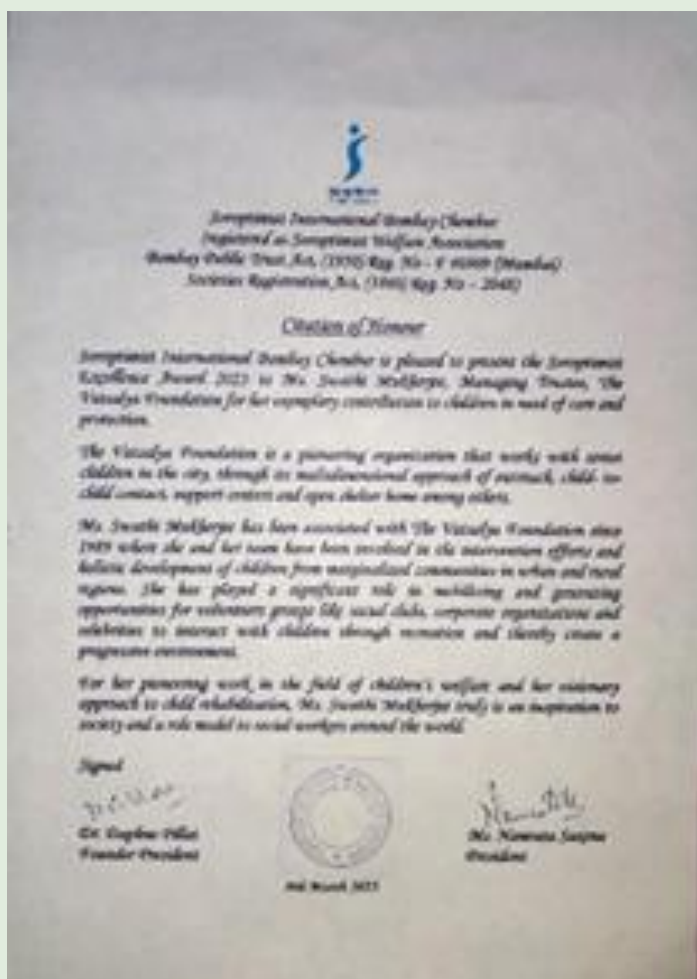 Soroptimist International Bombay Chembur
(registered as Soroptimist Welfare Association
Bombay Public Trust Act, (1950) Reg. No - F (Mumbai)
Societies Registration Act, (1860) Reg. No -
Citation of Honour
Soroptimist International Bombay Chembur is pleased to present the Soroptimist
Excellence Award 2023 to Ms. Swathi Mukherjee, Managing Trustee, The
Vatsalya Foundation for her exemplary contribution to children in need of care and
protection.
The Vatsalya Foundation is a pioneering organization that works with street
children in the city, through its multidimensional approach of outreach, child- to-
child contact, support centres and open shelter home among others.
Ms. Swathi Mukherjee has been associated with The Vatsalya Foundation since
1989 where she and her team have been involved in the intervention efforts and
holistic development of children from marginalized communities in urban and rural
regions. She has played a significant role in mobilizing and generating
opportunities for volunteers groups like social clubs, corporate organizations and
celebrities to interact with children through recreation and thereby create a
progressive environment.
For her pioneering work in the field of children's welfare and her visionary
approach to child rehabilitation, Ms. Swathi Mukherjee truly is an inspiration to
society and a role model to social workers around the world.
Signed
Dr. Pillai
Ms. Namrata
Founder President
President
March 2023